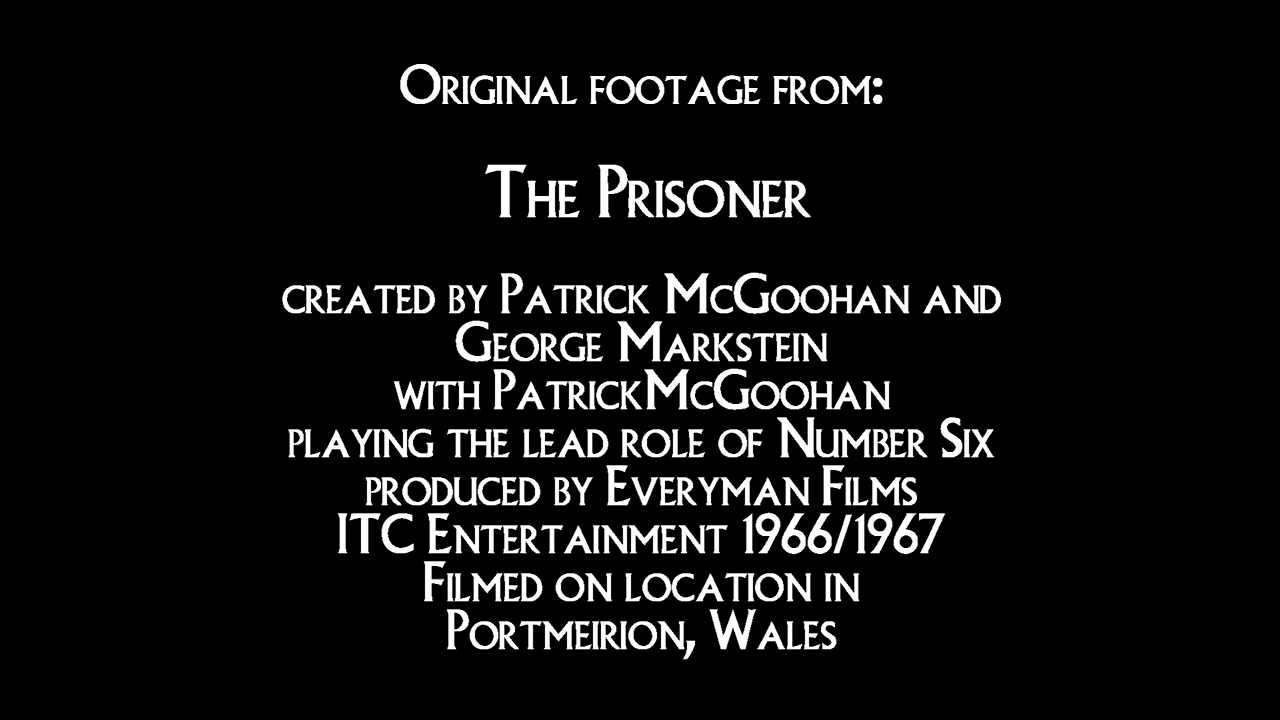 Original footage from:
The Prisoner
created by Patrick McGoohan and
George Markstein
with PatrickMcGoohan
playing the lead role of Number Six
produced by Everyman Films
ITC Entertainment 1966/1967
Filmed on location in
Portmeirion, Wales